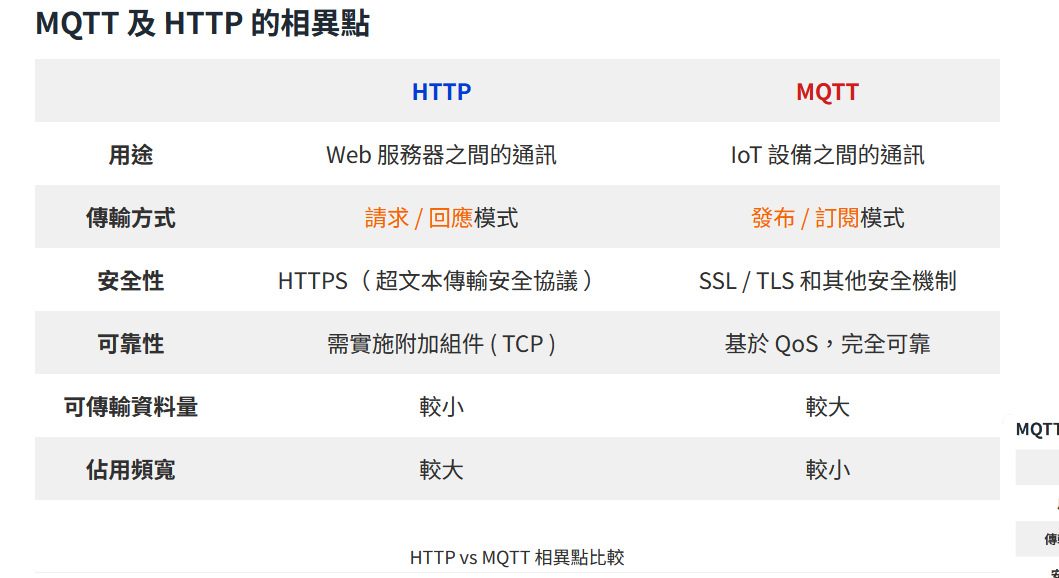 MQTT 及 HTTP 的相異點
HTTP MQTT
用途 Web 服務器之間的通訊 IoT 設備之間的通訊
傳輸方式 請求 / 回應模式 發布 / 訂閱模式
安全性 HTTPS（ 超文本傳輸安全協議 ） SSL / TLS 和其他安全機制
可靠性 需實施附加組件 ( TCP ) 基於 QoS，完全可靠
可傳輸資料量 較小 較大
佔用頻寬 較大 較小
HTTP vs MQTT 相異點比較
MQTT